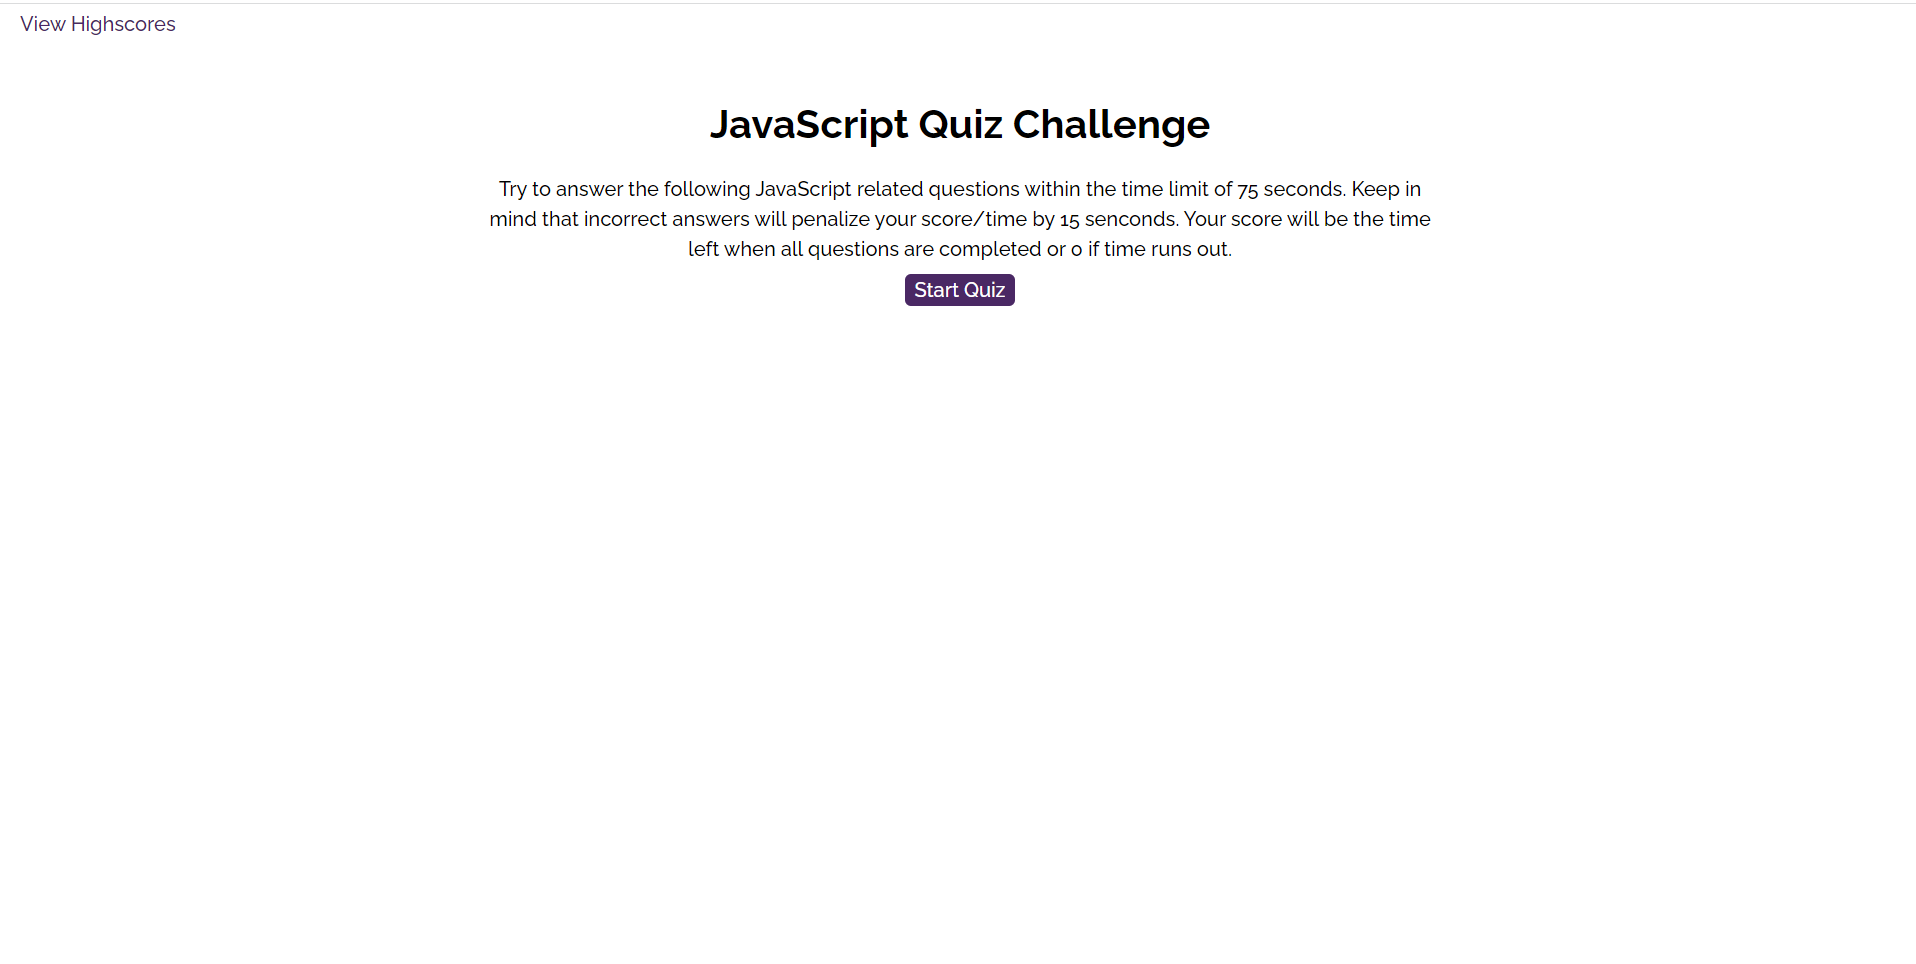 View Highscores
JavaScript Quiz Challenge
Try to answer the following JavaScript related questions within the time limit of 75 seconds. Keep in
mind that incorrect answers will penalize your score/time by 15 senconds. Your score will be the time
left when all questions are completed or 0 if time runs out.
Start Quiz